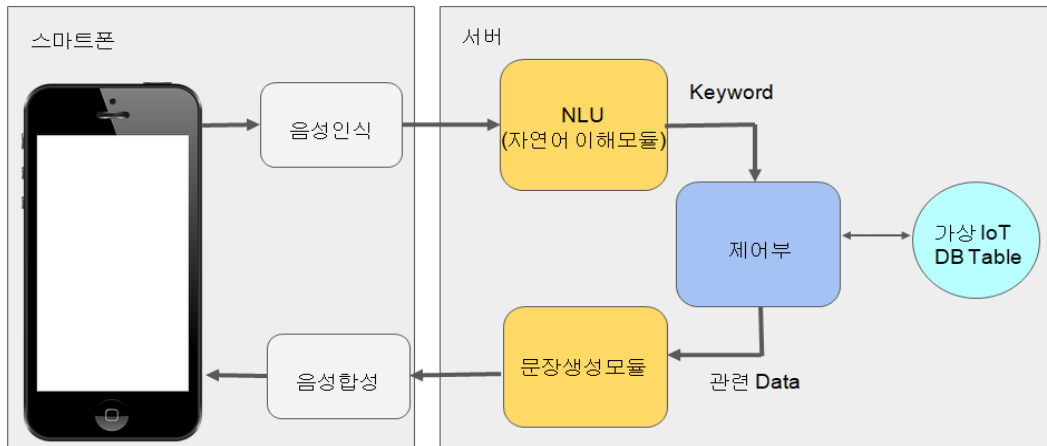 스마트폰
서버
음성인식
NLU
(자연어 이해모듈)
Keyword
제어부
가상 IoT
DB Table
음성합성
문장생성모듈
관련 Data